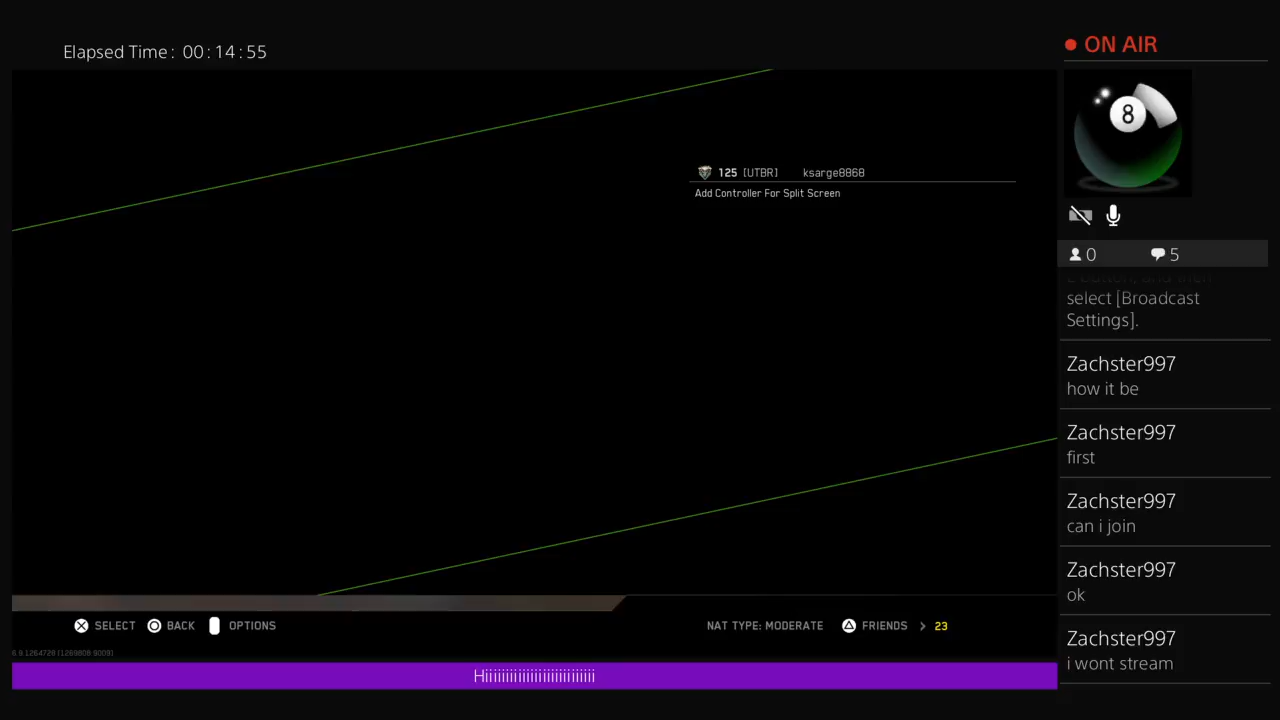 Elapsed Time: 00:14:55
ON AIR
8
125 [UTBR] ksarge8868
Add Controller For Split Screen
0 5
select [Broadcast
Settings].
Zachster997
how it be
Zachster997
first
Zachster997
can i join
Zachster997
ok
Zachster997
i wont stream
SELECT BACK OPTIONS
NAT TYPE: MODERATE FRIENDS > 23
Hiiiiiiiiiiiiiiiiiiiiiiiiii